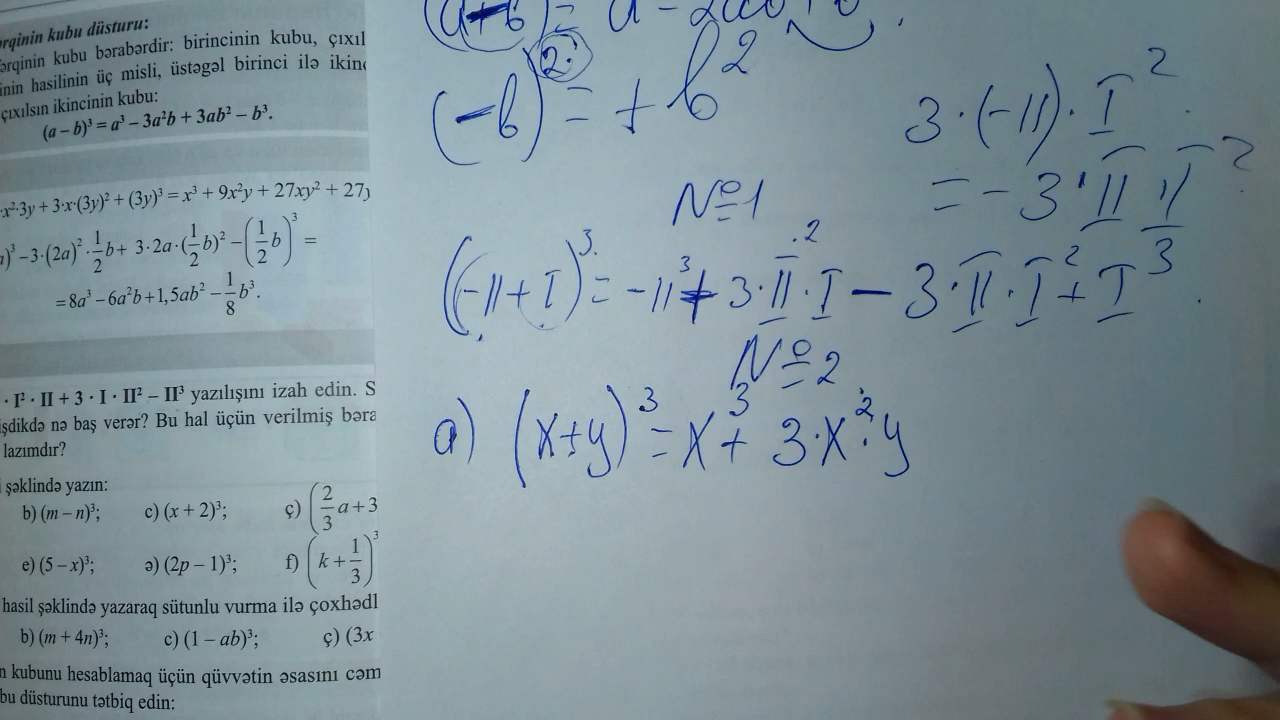 ərqinin kubu düsturu:
ərqinin kubu bərabərdir: birincinin kubu, çıxıl
inin hasilinin üç misli, üstəgəl birinci ilə ikinc
çıxılsın ikincinin kubu:
(a – b)³ = a³ – 3a²b + 3ab² – b³.
x²·3y + 3·x·(3y)² + (3y)³ = x³ + 9x²y + 27xy² + 27y
)³ – 3·(2a)²·1/2b + 3·2a·(1/2b)² – (1/2b)³ =
= 8a³ – 6a²b + 1,5ab² – 1/8b³.
· I² · II + 3 · I · II² – II³ yazılışını izah edin. S
işdikdə nə baş verər? Bu hal üçün verilmiş bəra
lazımdır?
şəklində yazın:
b) (m – n)³; c) (x + 2)³; ç) (2/3a + 3
e) (5 – x)³; ə) (2p – 1)³; f) (k + 1/3)³
hasil şəklində yazaraq sütunlu vurma ilə çoxhədl
b) (m + 4n)³; c) (1 – ab)³; ç) (3x
n kubunu hesablamaq üçün qüvvətin əsasını cəm
bu düsturunu tətbiq edin:
(-b)²· = + b²
3·(-II)·I²
= -3·II I²
№1
(-II + I)³ = -II³ + 3·II²·I – 3·II·I² + I³.
№2
a) (x+y)³ = x³ + 3·x²·y